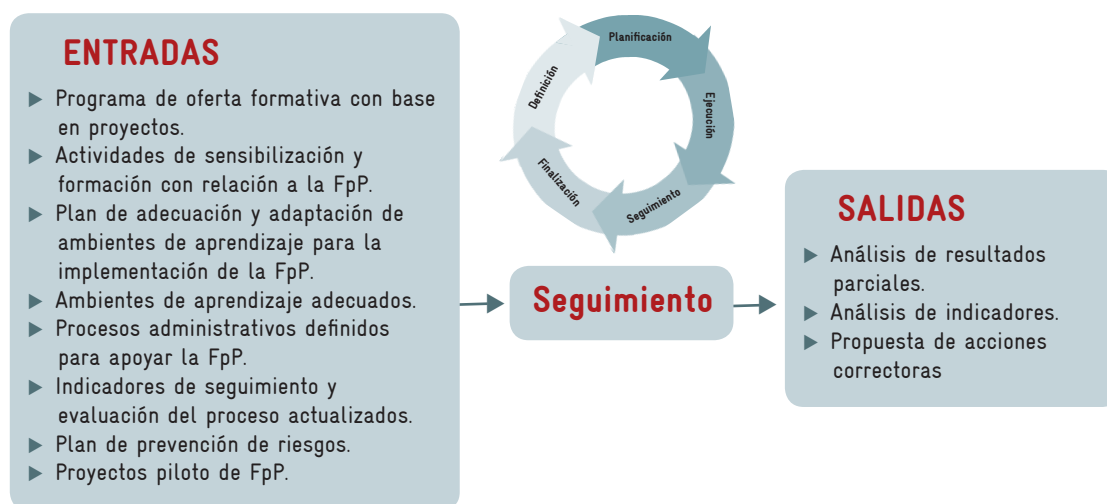 ENTRADAS
▶ Programa de oferta formativa con base
en proyectos.
▶ Actividades de sensibilización y
formación con relación a la FpP.
▶ Plan de adecuación y adaptación de
ambientes de aprendizaje para la
implementación de la FpP.
▶ Ambientes de aprendizaje adecuados.
▶ Procesos administrativos definidos
para apoyar la FpP.
▶ Indicadores de seguimiento y
evaluación del proceso actualizados.
▶ Plan de prevención de riesgos.
▶ Proyectos piloto de FpP.
Planificación
Ejecución
Seguimiento
Finalización
Definición
Seguimiento
SALIDAS
▶ Análisis de resultados
parciales.
▶ Análisis de indicadores.
▶ Propuesta de acciones
correctoras